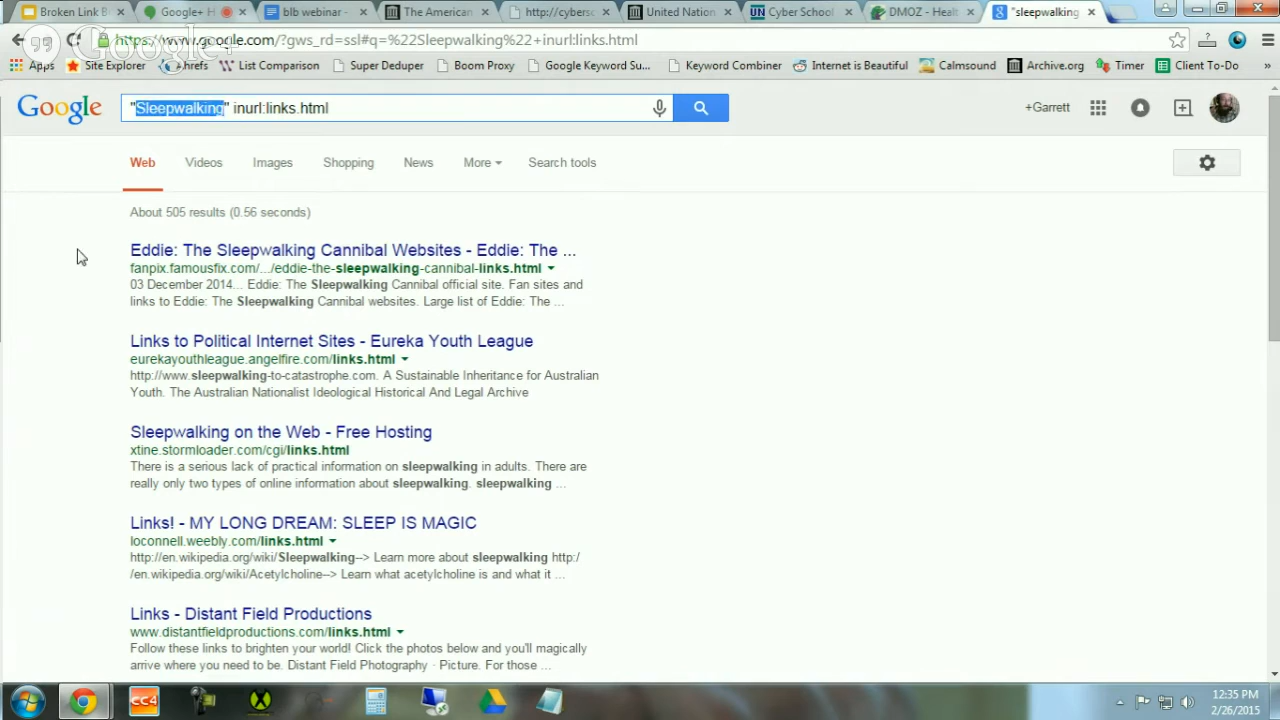 Broken Link B
Google+ H
blb webinar -
The American
http://cybersc
United Nation
Cyber School
DMOZ - Healt
"sleepwalking
Google+
https://www.google.com/?gws_rd=ssl#q=%22Sleepwalking%22+inurl:links.html
Apps
Site Explorer
hrefs
List Comparison
Super Deduper
Boom Proxy
Google Keyword Su...
Keyword Combiner
Internet is Beautiful
Calmsound
Archive.org
Timer
Client To-Do
»
Google
"Sleepwalking" inurl:links.html
+Garrett
Web
Videos
Images
Shopping
News
More
Search tools
About 505 results (0.56 seconds)
Eddie: The Sleepwalking Cannibal Websites - Eddie: The ...
fanpix.famousfix.com/.../eddie-the-sleepwalking-cannibal-links.html
03 December 2014... Eddie: The Sleepwalking Cannibal official site. Fan sites and
links to Eddie: The Sleepwalking Cannibal websites. Large list of Eddie: The ...
Links to Political Internet Sites - Eureka Youth League
eurekayouthleague.angelfire.com/links.html
http://www.sleepwalking-to-catastrophe.com. A Sustainable Inheritance for Australian
Youth. The Australian Nationalist Ideological Historical And Legal Archive
Sleepwalking on the Web - Free Hosting
xtine.stormloader.com/cgi/links.html
There is a serious lack of practical information on sleepwalking in adults. There are
really only two types of online information about sleepwalking. sleepwalking ...
Links! - MY LONG DREAM: SLEEP IS MAGIC
loconnell.weebly.com/links.html
http://en.wikipedia.org/wiki/Sleepwalking--> Learn more about sleepwalking http:/
/en.wikipedia.org/wiki/Acetylcholine--> Learn what acetylcholine is and what it ...
Links - Distant Field Productions
www.distantfieldproductions.com/links.html
Follow these links to brighten your world! Click the photos below and you'll magically
arrive where you need to be. Distant Field Photography · Picture. For those ...
CC4
12:35 PM
2/26/2015